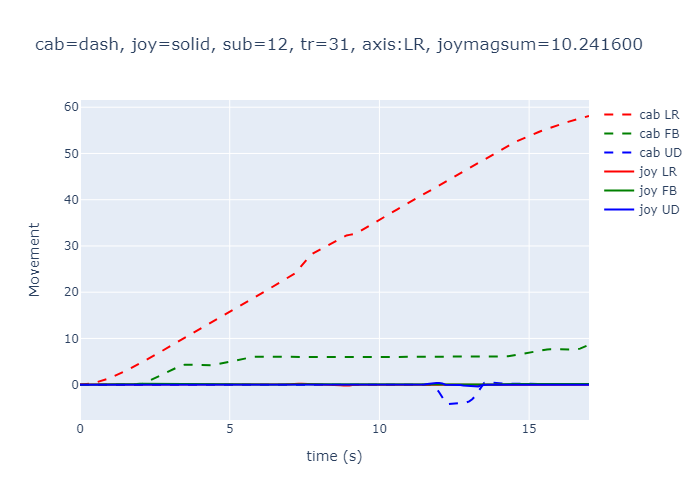 cab=dash, joy=solid, sub=12, tr=31, axis:LR, joymagsum=10.241600
60
50
40
30
20
10
0
Movement
0
5
10
15
time (s)
cab LR
cab FB
cab UD
joy LR
joy FB
joy UD